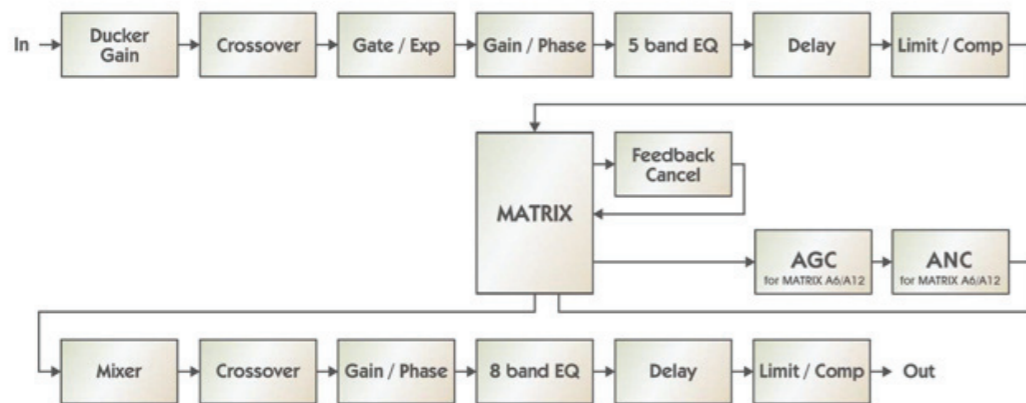 In
Ducker
Gain
Crossover
Gate / Exp
Gain / Phase
5 band EQ
Delay
Limit / Comp
MATRIX
Feedback
Cancel
AGC
for MATRIX A6/A12
ANC
for MATRIX A6/A12
Mixer
Crossover
Gain / Phase
8 band EQ
Delay
Limit / Comp
Out